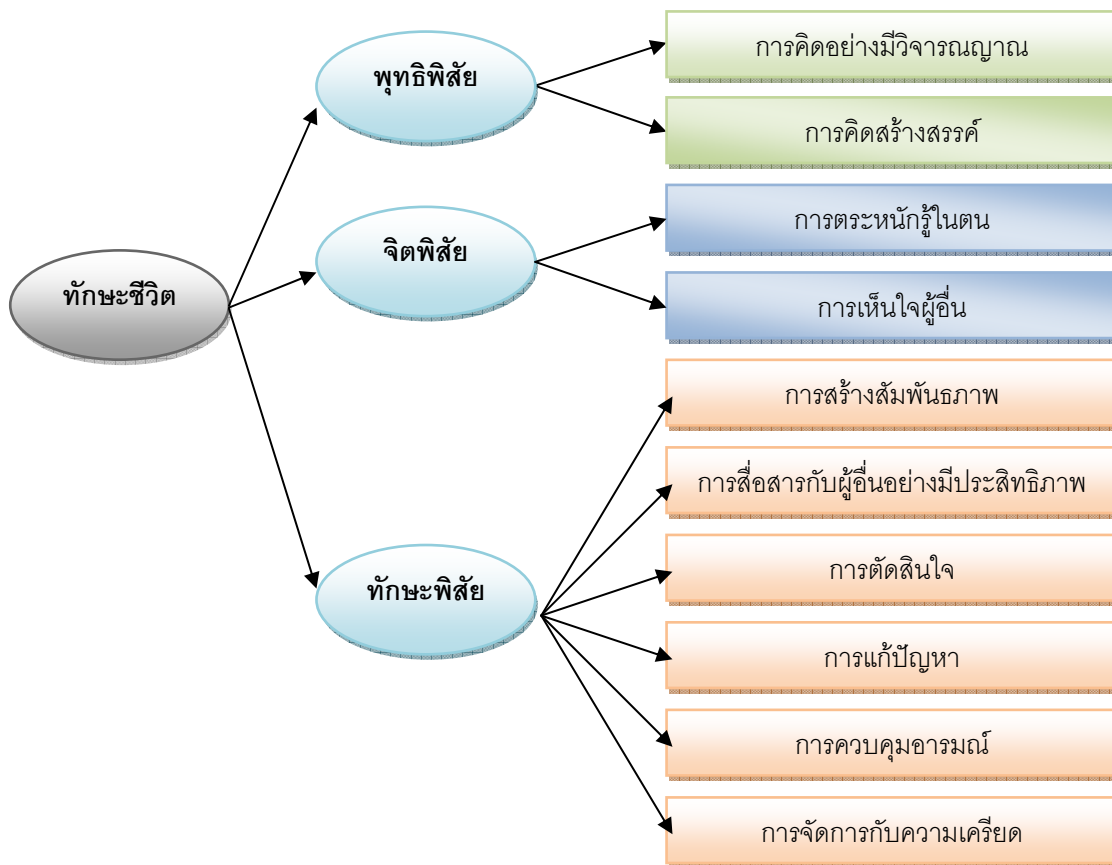 การคิดอย่างมีวิจารณญาณ
พุทธิพิสัย
การคิดสร้างสรรค์
การตระหนักรู้ในตน
จิตพิสัย
ทักษะชีวิต
การเห็นใจผู้อื่น
การสร้างสัมพันธภาพ
การสื่อสารกับผู้อื่นอย่างมีประสิทธิภาพ
การตัดสินใจ
ทักษะพิสัย
การแก้ปัญหา
การควบคุมอารมณ์
การจัดการกับความเครียด